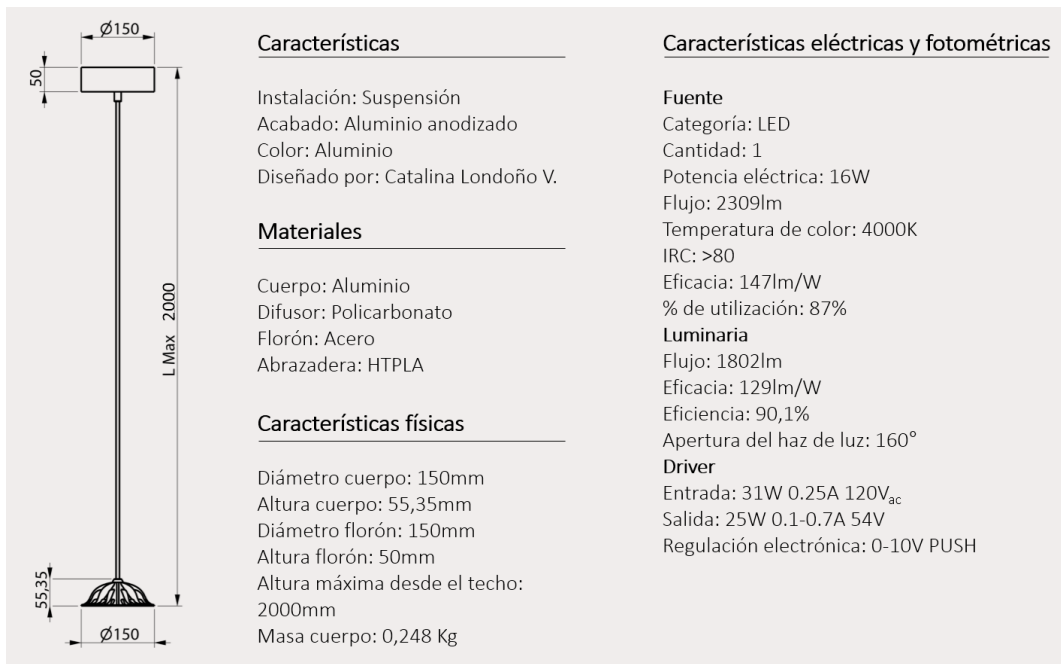 Ø150
50
L Max 2000
55,35
Ø150
Características
Instalación: Suspensión
Acabado: Aluminio anodizado
Color: Aluminio
Diseñado por: Catalina Londoño V.
Materiales
Cuerpo: Aluminio
Difusor: Policarbonato
Florón: Acero
Abrazadera: HTPLA
Características físicas
Diámetro cuerpo: 150mm
Altura cuerpo: 55,35mm
Diámetro florón: 150mm
Altura florón: 50mm
Altura máxima desde el techo:
2000mm
Masa cuerpo: 0,248 Kg
Características eléctricas y fotométricas
Fuente
Categoría: LED
Cantidad: 1
Potencia eléctrica: 16W
Flujo: 2309lm
Temperatura de color: 4000K
IRC: >80
Eficacia: 147lm/W
% de utilización: 87%
Luminaria
Flujo: 1802lm
Eficacia: 129lm/W
Eficiencia: 90,1%
Apertura del haz de luz: 160°
Driver
Entrada: 31W 0.25A 120Vac
Salida: 25W 0.1-0.7A 54V
Regulación electrónica: 0-10V PUSH